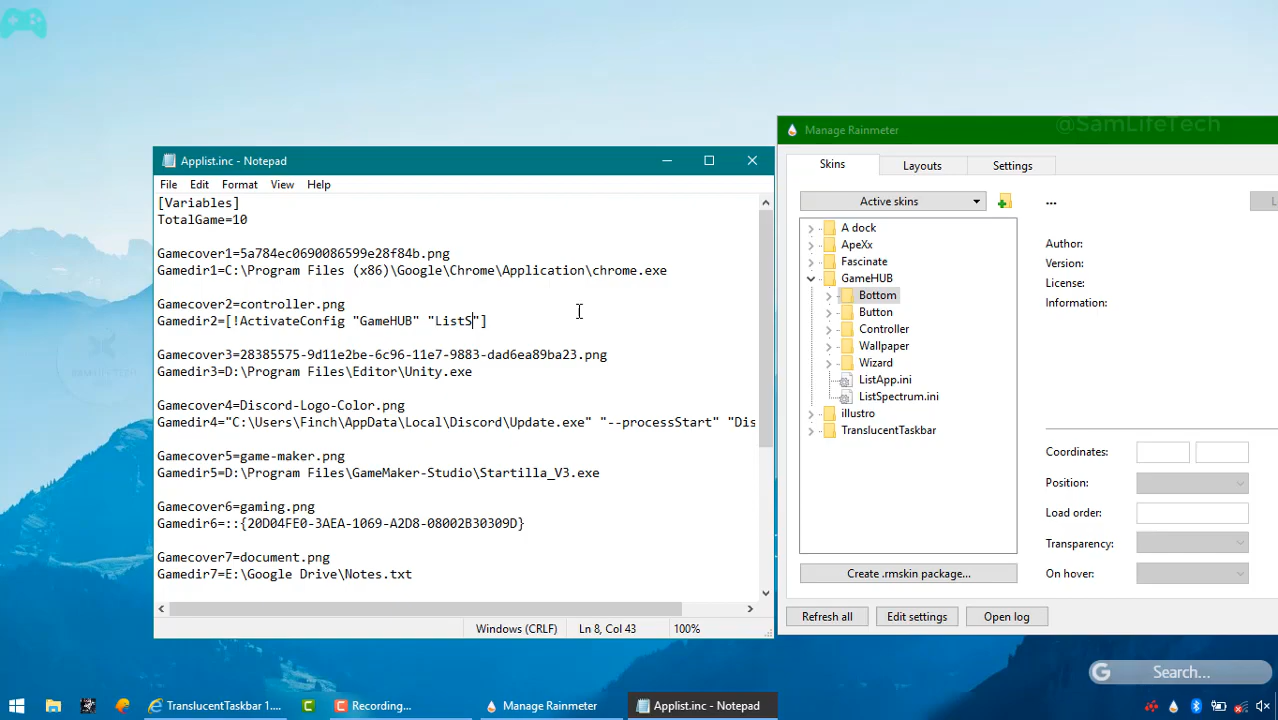 @SamLifeTech
Manage Rainmeter
Applist.inc - Notepad
Skins
Layouts
Settings
File
Edit
Format
View
Help
Active skins
...
[Variables]
TotalGame=10
Gamecover1=5a784ec0690086599e28f84b.png
Gamedir1=C:\Program Files (x86)\Google\Chrome\Application\chrome.exe
Gamecover2=controller.png
Gamedir2=[!ActivateConfig "GameHUB" "ListS"]
Gamecover3=28385575-9d11e2be-6c96-11e7-9883-dad6ea89ba23.png
Gamedir3=D:\Program Files\Editor\Unity.exe
Gamecover4=Discord-Logo-Color.png
Gamedir4="C:\Users\Finch\AppData\Local\Discord\Update.exe" "--processStart" "Dis
Gamecover5=game-maker.png
Gamedir5=D:\Program Files\GameMaker-Studio\Startilla_V3.exe
Gamecover6=gaming.png
Gamedir6=::{20D04FE0-3AEA-1069-A2D8-08002B30309D}
Gamecover7=document.png
Gamedir7=E:\Google Drive\Notes.txt
Windows (CRLF)
Ln 8, Col 43
100%
A dock
ApeXx
Fascinate
GameHUB
Bottom
Button
Controller
Wallpaper
Wizard
ListApp.ini
ListSpectrum.ini
illustro
TranslucentTaskbar
Author:
Version:
License:
Information:
Coordinates:
Position:
Load order:
Transparency:
On hover:
Create .rmskin package...
Refresh all
Edit settings
Open log
G
Search...
TranslucentTaskbar 1....
Recording...
Manage Rainmeter
Applist.inc - Notepad